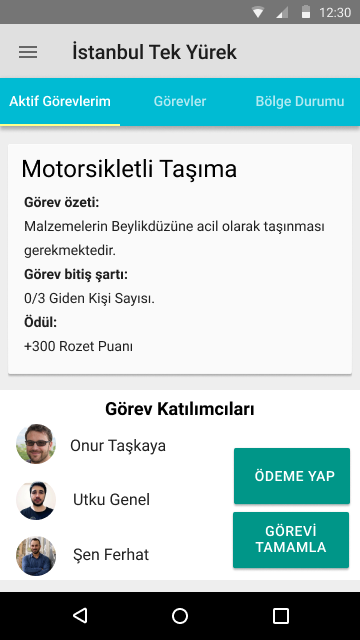 12:30
İstanbul Tek Yürek
Aktif Görevlerim Görevler Bölge Durumu
Motorsikletli Taşıma
Görev özeti:
Malzemelerin Beylikdüzüne acil olarak taşınması
gerekmektedir.
Görev bitiş şartı:
0/3 Giden Kişi Sayısı.
Ödül:
+300 Rozet Puanı
Görev Katılımcıları
Onur Taşkaya
Utku Genel
Şen Ferhat
ÖDEME YAP
GÖREVİ
TAMAMLA